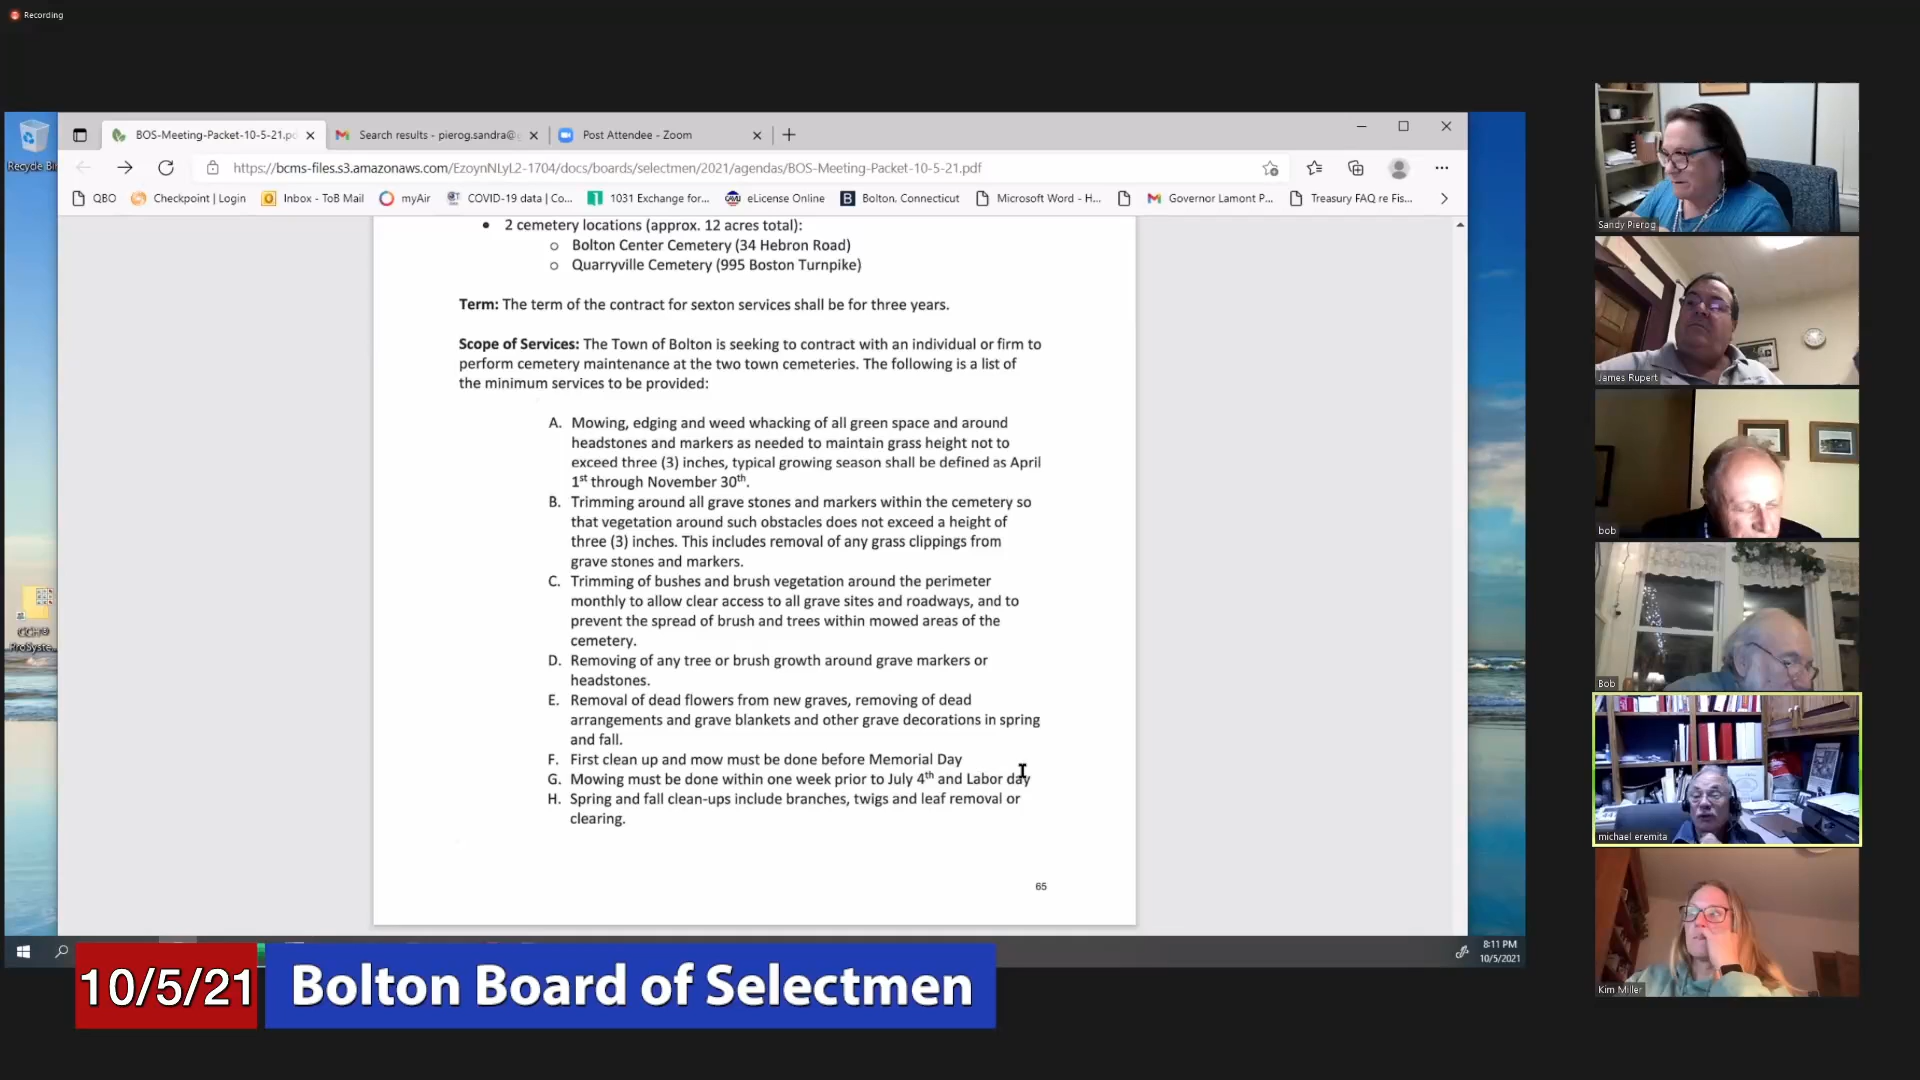 Recording
Recycle Bi
BOS-Meeting-Packet-10-5-21.pd
Search results - pierog.sandra@
Post Attendee - Zoom
https://bcms-files.s3.amazonaws.com/EzoynNLyL2-1704/docs/boards/selectmen/2021/agendas/BOS-Meeting-Packet-10-5-21.pdf
QBO
Checkpoint | Login
Inbox - ToB Mail
myAir
COVID-19 data | Co...
1031 Exchange for...
eLicense Online
Bolton, Connecticut
Microsoft Word - H...
Governor Lamont P...
Treasury FAQ re Fis...
• 2 cemetery locations (approx. 12 acres total):
o Bolton Center Cemetery (34 Hebron Road)
o Quarryville Cemetery (995 Boston Turnpike)
Term: The term of the contract for sexton services shall be for three years.
Scope of Services: The Town of Bolton is seeking to contract with an individual or firm to
perform cemetery maintenance at the two town cemeteries. The following is a list of
the minimum services to be provided:
A. Mowing, edging and weed whacking of all green space and around
headstones and markers as needed to maintain grass height not to
exceed three (3) inches, typical growing season shall be defined as April
1st through November 30th.
B. Trimming around all grave stones and markers within the cemetery so
that vegetation around such obstacles does not exceed a height of
three (3) inches. This includes removal of any grass clippings from
grave stones and markers.
C. Trimming of bushes and brush vegetation around the perimeter
monthly to allow clear access to all grave sites and roadways, and to
prevent the spread of brush and trees within mowed areas of the
cemetery.
D. Removing of any tree or brush growth around grave markers or
headstones.
E. Removal of dead flowers from new graves, removing of dead
arrangements and grave blankets and other grave decorations in spring
and fall.
F. First clean up and mow must be done before Memorial Day
G. Mowing must be done within one week prior to July 4th and Labor day
H. Spring and fall clean-ups include branches, twigs and leaf removal or
clearing.
65
CCH®
ProSyste...
8:11 PM
10/5/2021
10/5/21
Bolton Board of Selectmen
Sandy Pierog
James Rupert
bob
Bob
michael eremita
Kim Miller